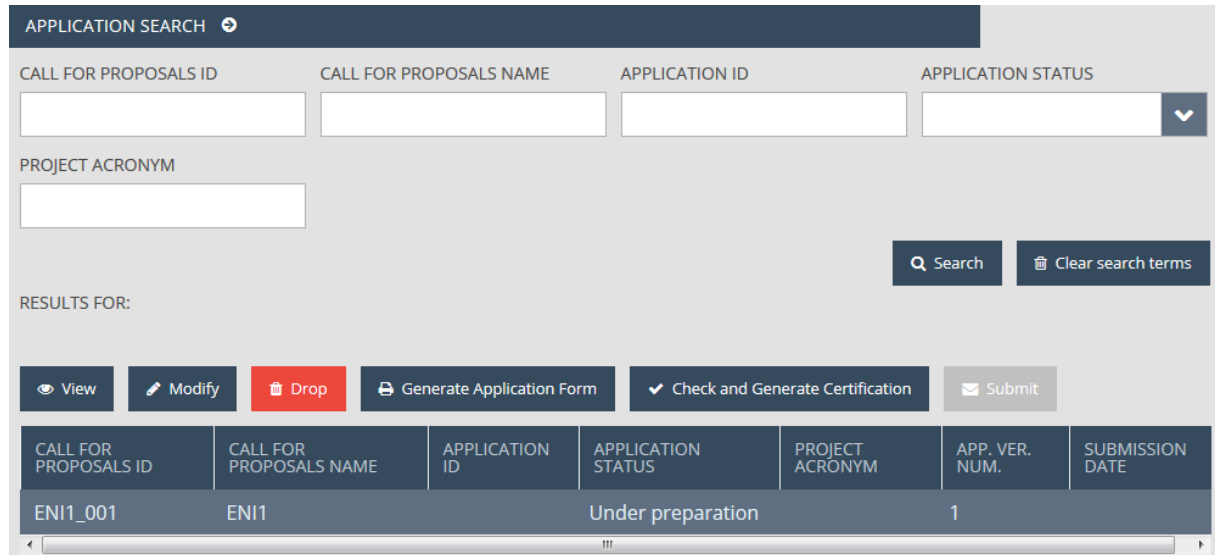 APPLICATION SEARCH
CALL FOR PROPOSALS ID CALL FOR PROPOSALS NAME APPLICATION ID APPLICATION STATUS
PROJECT ACRONYM
Search Clear search terms
RESULTS FOR:
View Modify Drop Generate Application Form Check and Generate Certification Submit
CALL FOR PROPOSALS ID CALL FOR PROPOSALS NAME APPLICATION ID APPLICATION STATUS PROJECT ACRONYM APP. VER. NUM. SUBMISSION DATE
ENI1_001 ENI1 Under preparation 1